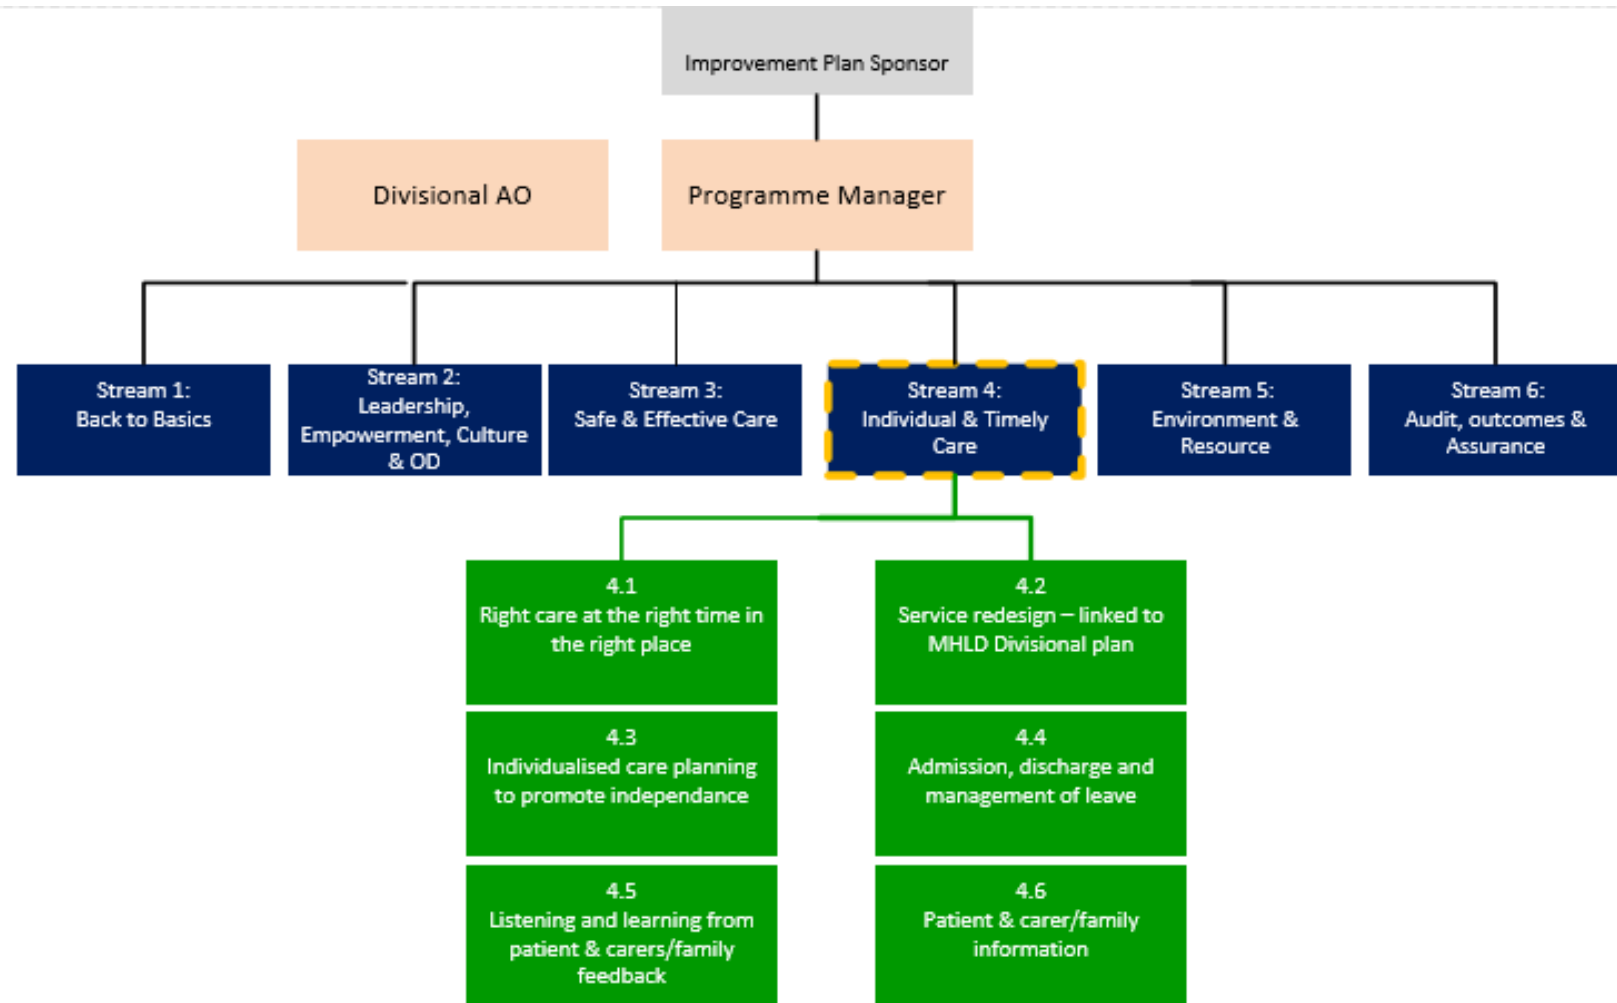 Improvement Plan Sponsor
Divisional AO
Programme Manager
Stream 1:
Back to Basics
Stream 2:
Leadership,
Empowerment, Culture
& OD
Stream 3:
Safe & Effective Care
Stream 4:
Individual & Timely
Care
Stream 5:
Environment &
Resource
Stream 6:
Audit, outcomes &
Assurance
4.1
Right care at the right time in
the right place
4.2
Service redesign – linked to
MHLD Divisional plan
4.3
Individualised care planning
to promote independance
4.4
Admission, discharge and
management of leave
4.5
Listening and learning from
patient & carers/family
feedback
4.6
Patient & carer/family
information